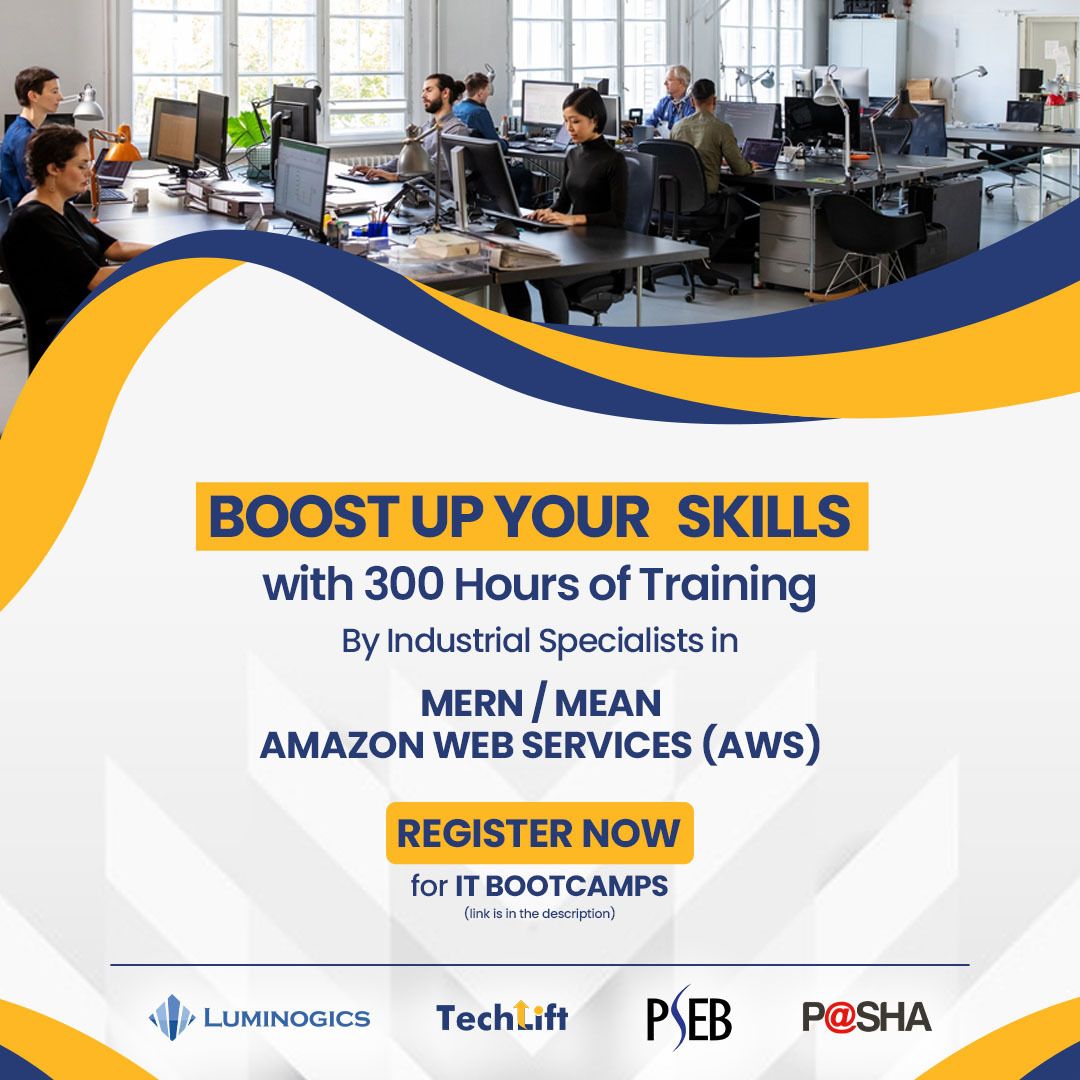 BOOST UP YOUR SKILLS
with 300 Hours of Training
By Industrial Specialists in
MERN / MEAN
AMAZON WEB SERVICES (AWS)
REGISTER NOW
for IT BOOTCAMPS
(link is in the description)
LUMINOGICS
TechLift
PSEB
P@SHA